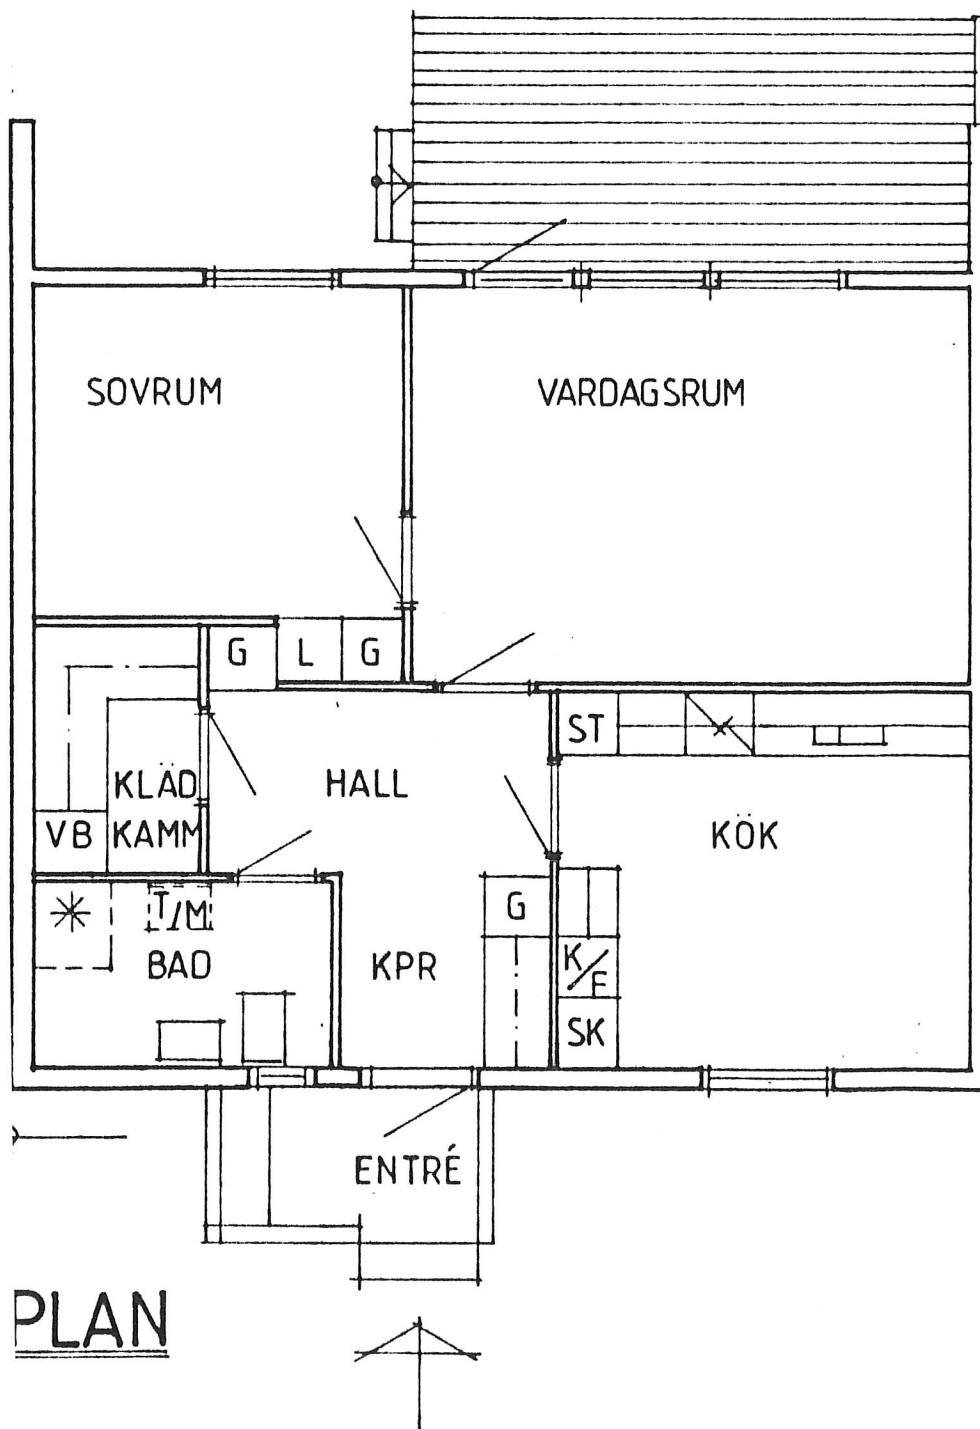 SOVRUM
VARDAGSRUM
G
L
G
ST
KLÄD
KAMM
VB
HALL
KÖK
T/M
BAD
KPR
G
K/F
SK
ENTRÉ
PLAN